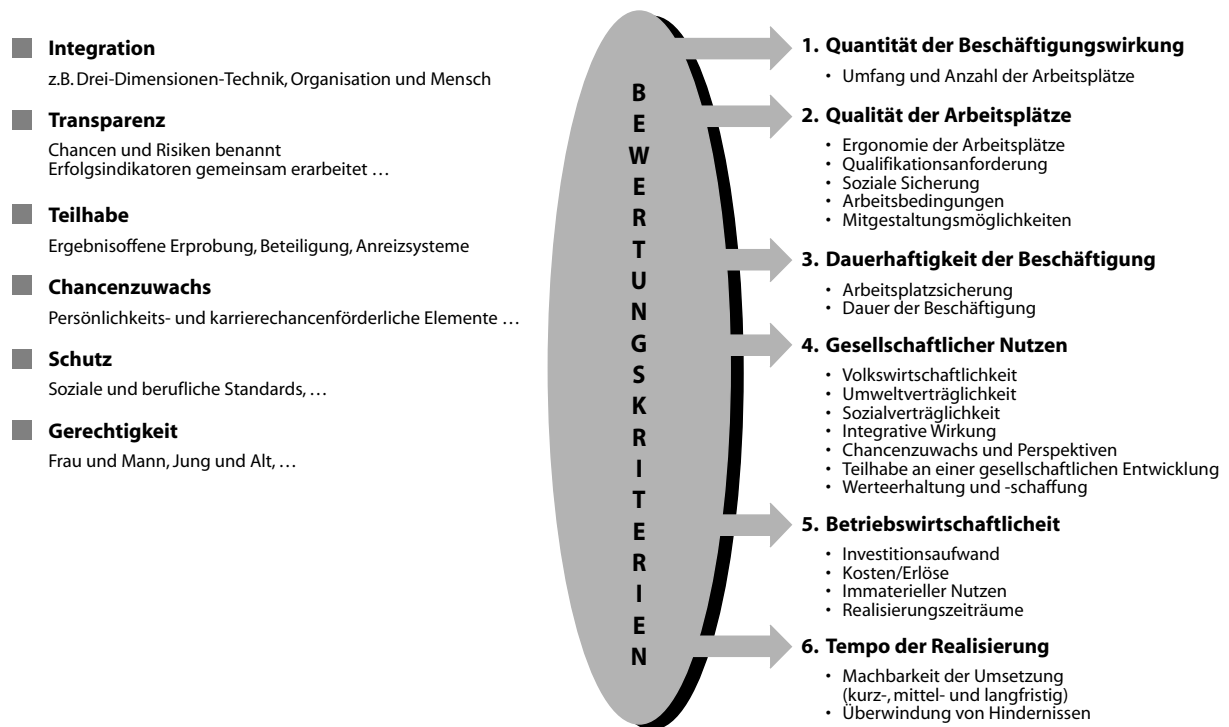 Integration
z.B. Drei-Dimensionen-Technik, Organisation und Mensch
Transparenz
Chancen und Risiken benannt
Erfolgsindikatoren gemeinsam erarbeitet …
Teilhabe
Ergebnisoffene Erprobung, Beteiligung, Anreizsysteme
Chancenzuwachs
Persönlichkeits- und karrierechancenförderliche Elemente …
Schutz
Soziale und berufliche Standards, …
Gerechtigkeit
Frau und Mann, Jung und Alt, …
BEWERTUNGSKRITERIEN
1. Quantität der Beschäftigungswirkung
• Umfang und Anzahl der Arbeitsplätze
2. Qualität der Arbeitsplätze
• Ergonomie der Arbeitsplätze
• Qualifikationsanforderung
• Soziale Sicherung
• Arbeitsbedingungen
• Mitgestaltungsmöglichkeiten
3. Dauerhaftigkeit der Beschäftigung
• Arbeitsplatzsicherung
• Dauer der Beschäftigung
4. Gesellschaftlicher Nutzen
• Volkswirtschaftlichkeit
• Umweltverträglichkeit
• Sozialverträglichkeit
• Integrative Wirkung
• Chancenzuwachs und Perspektiven
• Teilhabe an einer gesellschaftlichen Entwicklung
• Werteerhaltung und -schaffung
5. Betriebswirtschaftlicheit
• Investitionsaufwand
• Kosten/Erlöse
• Immaterieller Nutzen
• Realisierungszeiträume
6. Tempo der Realisierung
• Machbarkeit der Umsetzung
(kurz-, mittel- und langfristig)
• Überwindung von Hindernissen